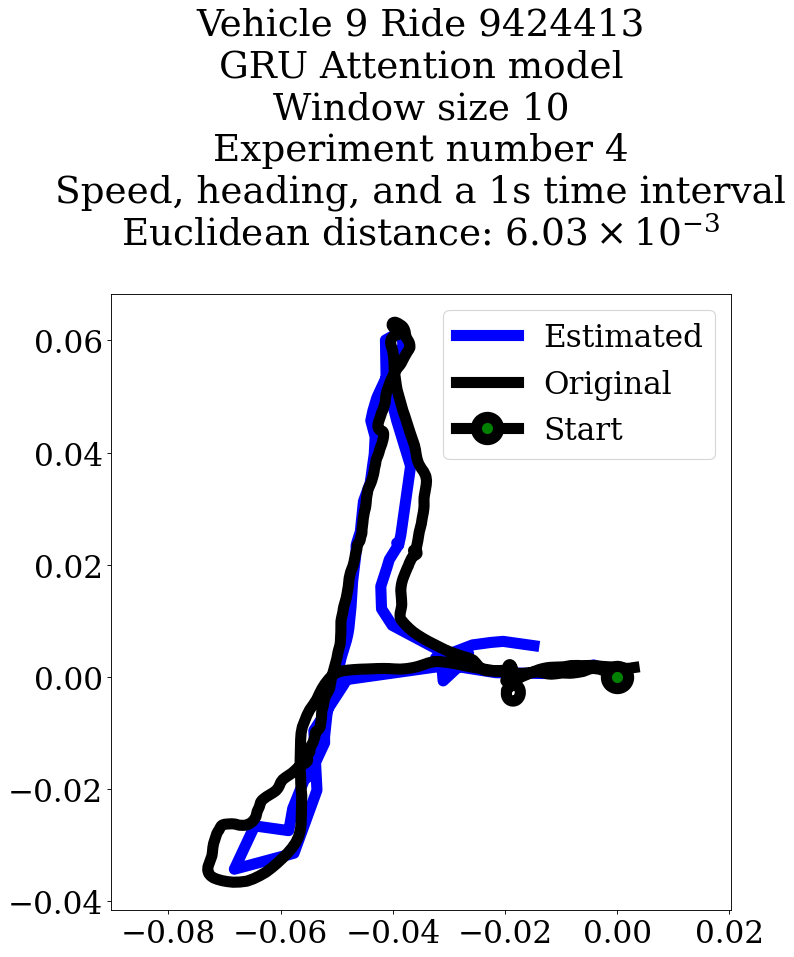 Vehicle 9 Ride 9424413
GRU Attention model
Window size 10
Experiment number 4
Speed, heading, and a 1s time interval
Euclidean distance: 6.03 × 10⁻³
Estimated
Original
Start
0.06
0.04
0.02
0.00
−0.02
−0.04
−0.08 −0.06 −0.04 −0.02 0.00 0.02